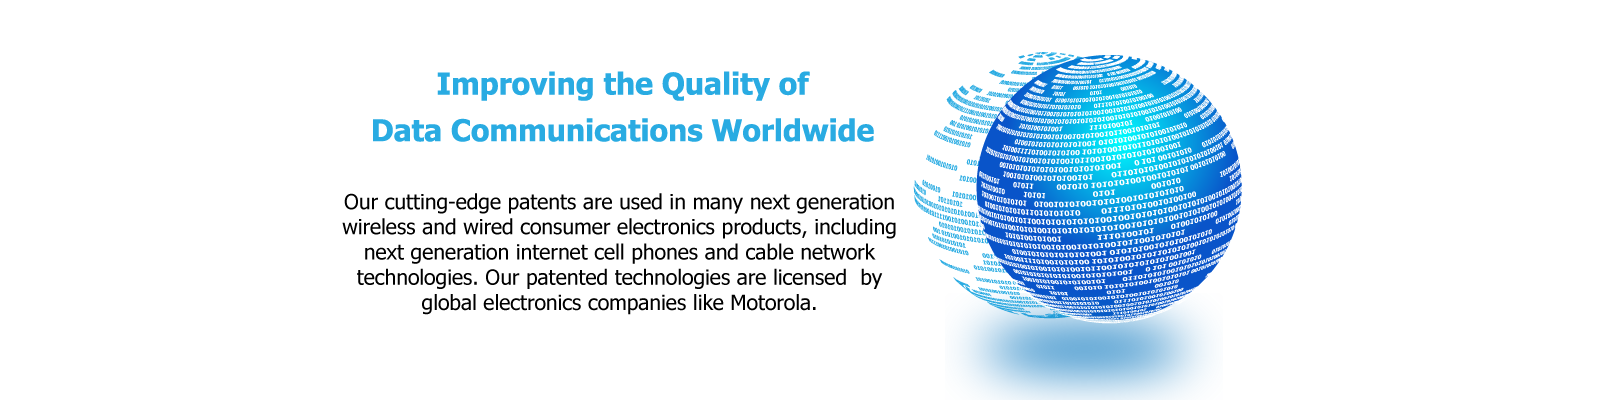 Improving the Quality of
Data Communications Worldwide
Our cutting-edge patents are used in many next generation
wireless and wired consumer electronics products, including
next generation internet cell phones and cable network
technologies. Our patented technologies are licensed  by
global electronics companies like Motorola.